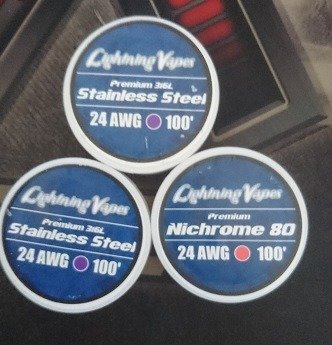 Lightning Vapes
Premium 316L
Stainless Steel
24 AWG 100'
Lightning Vapes
Premium 316L
Stainless Steel
24 AWG 100'
Lightning Vapes
Premium
Nichrome 80
24 AWG 100'